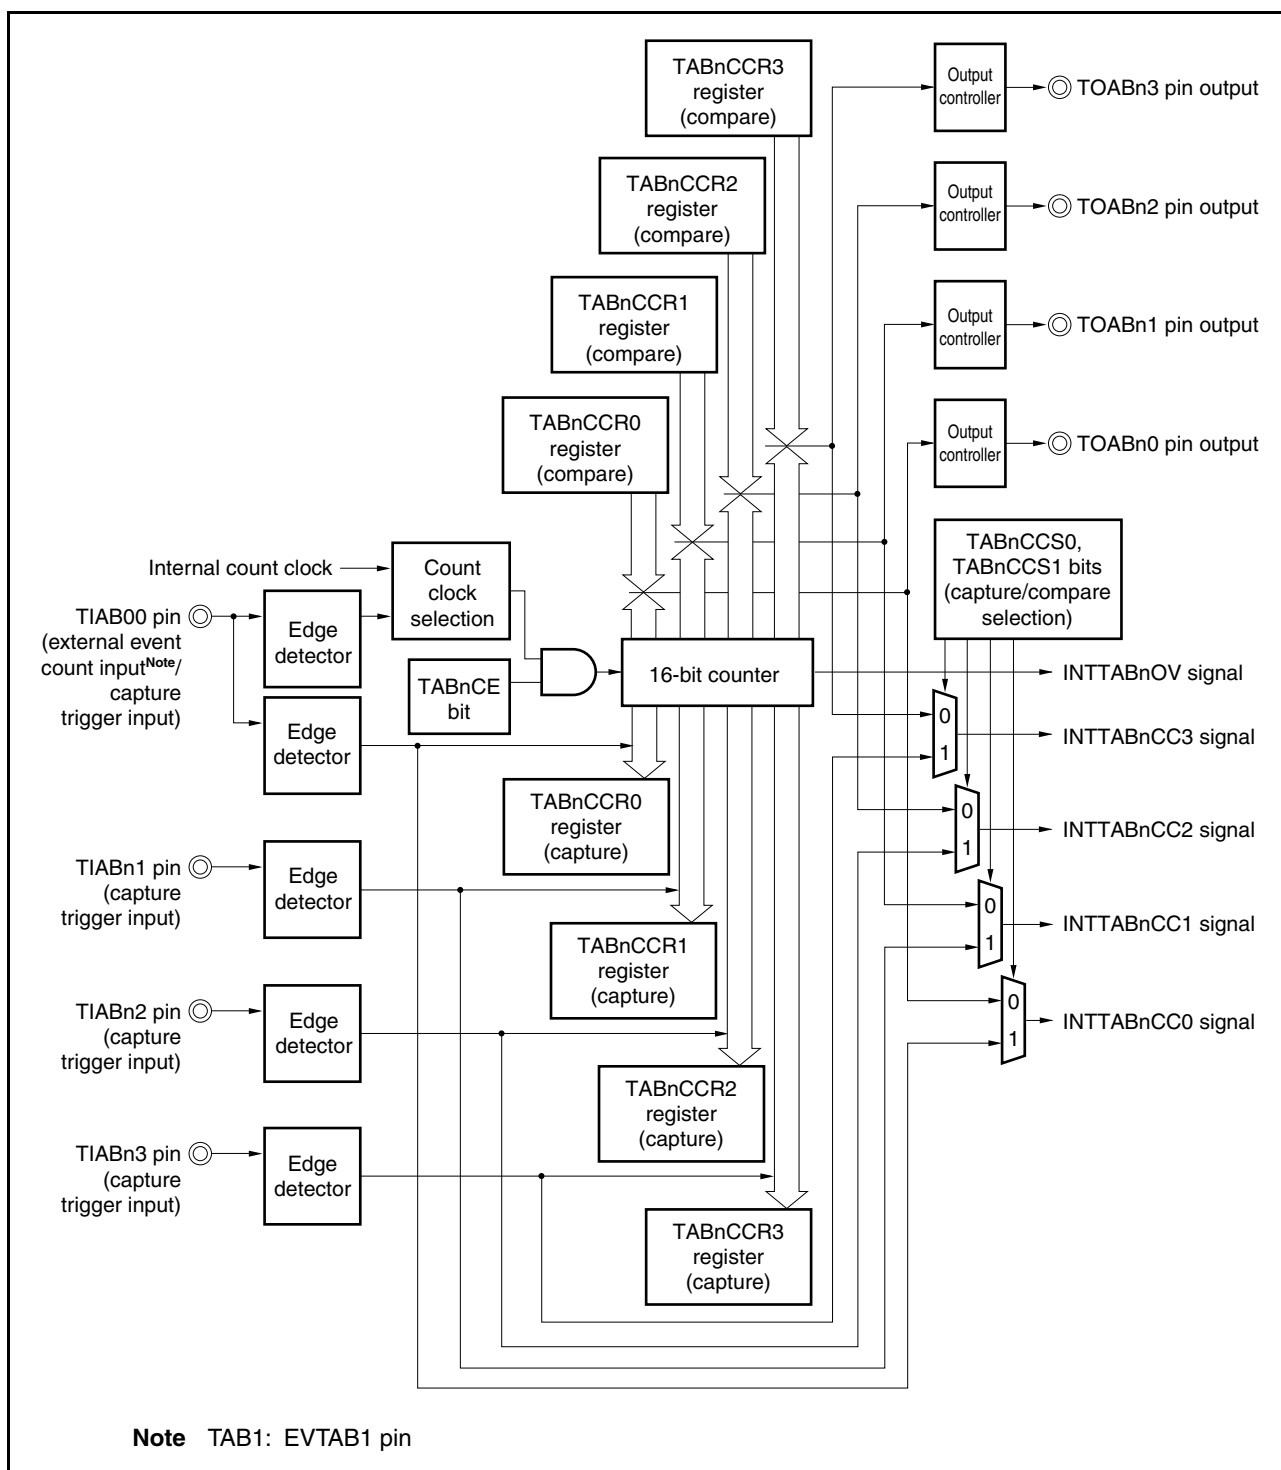 TABnCCR3
register
(compare)
Output
controller
TOABn3 pin output
TABnCCR2
register
(compare)
Output
controller
TOABn2 pin output
TABnCCR1
register
(compare)
Output
controller
TOABn1 pin output
TABnCCR0
register
(compare)
Output
controller
TOABn0 pin output
TABnCCS0,
TABnCCS1 bits
(capture/compare
selection)
Internal count clock
Count
clock
selection
TIAB00 pin
(external event
count inputNote/
capture
trigger input)
Edge
detector
TABnCE
bit
16-bit counter
INTTABnOV signal
Edge
detector
0
1
INTTABnCC3 signal
TABnCCR0
register
(capture)
0
1
INTTABnCC2 signal
TIABn1 pin
(capture
trigger input)
Edge
detector
TABnCCR1
register
(capture)
0
1
INTTABnCC1 signal
TIABn2 pin
(capture
trigger input)
Edge
detector
0
1
INTTABnCC0 signal
TABnCCR2
register
(capture)
TIABn3 pin
(capture
trigger input)
Edge
detector
TABnCCR3
register
(capture)
Note TAB1: EVTAB1 pin